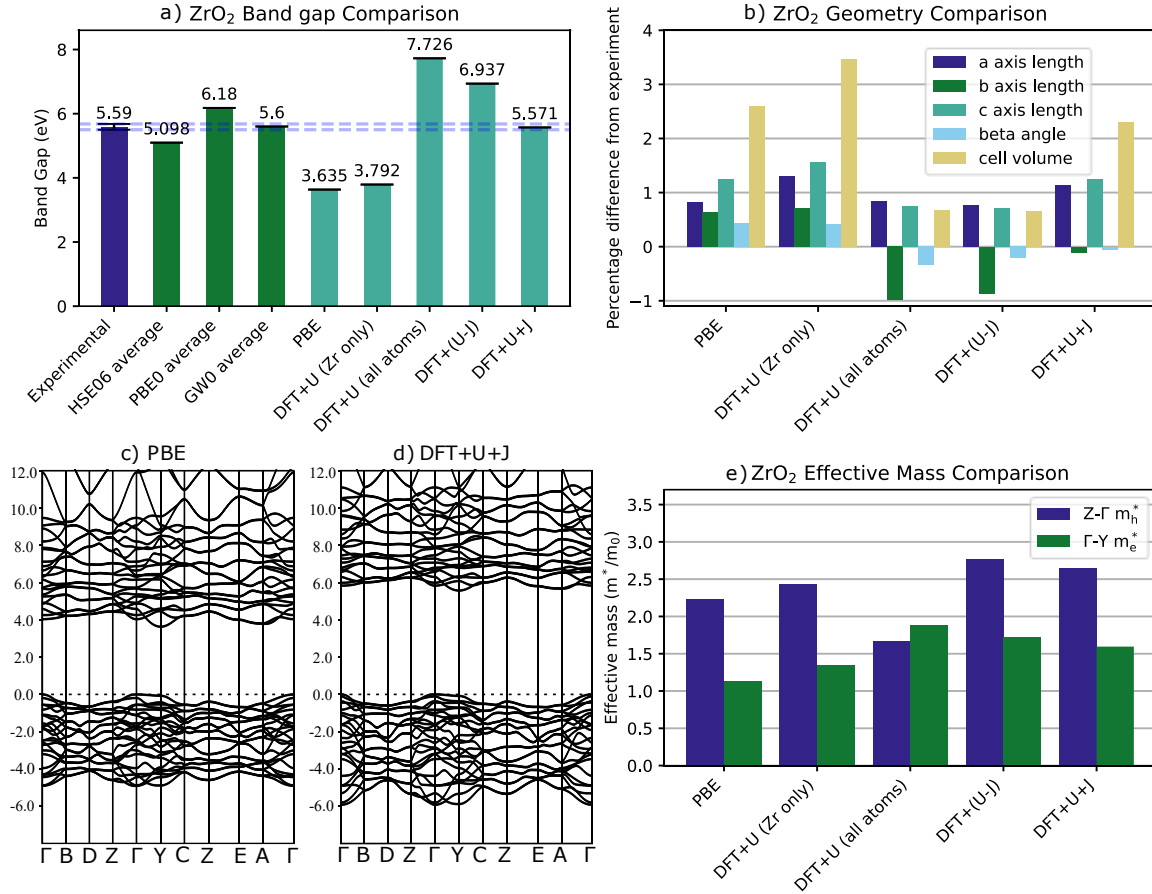 a) ZrO₂ Band gap Comparison
Band Gap (eV)
8
6
4
2
0
5.59
5.098
6.18
5.6
3.635
3.792
7.726
6.937
5.571
Experimental
HSE06 average
PBE0 average
GW0 average
PBE
DFT+U (Zr only)
DFT+U (all atoms)
DFT+(U-J)
DFT+U+J
b) ZrO₂ Geometry Comparison
Percentage difference from experiment
4
3
2
1
0
−1
a axis length
b axis length
c axis length
beta angle
cell volume
PBE
DFT+U (Zr only)
DFT+U (all atoms)
DFT+(U-J)
DFT+U+J
c) PBE
12.0
10.0
8.0
6.0
4.0
2.0
0.0
-2.0
-4.0
-6.0
Γ B D Z Γ Y C Z E A Γ
d) DFT+U+J
12.0
10.0
8.0
6.0
4.0
2.0
0.0
-2.0
-4.0
-6.0
Γ B D Z Γ Y C Z E A Γ
e) ZrO₂ Effective Mass Comparison
Effective mass (m*/m₀)
3.5
3.0
2.5
2.0
1.5
1.0
0.5
0.0
Z-Γ m*ₕ
Γ-Y m*ₑ
PBE
DFT+U (Zr only)
DFT+U (all atoms)
DFT+(U-J)
DFT+U+J